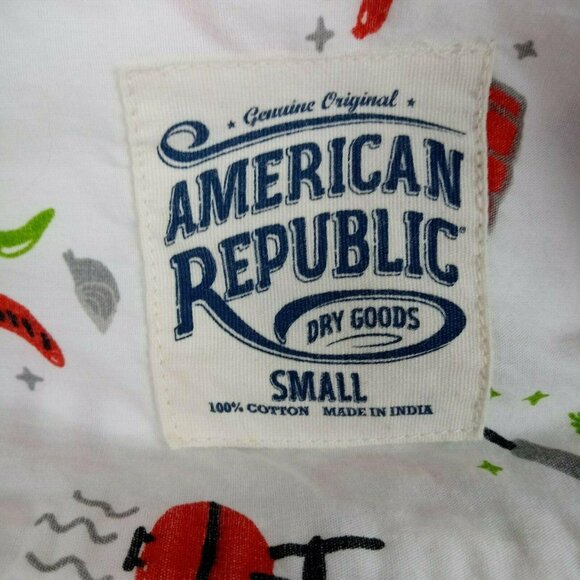 Genuine Original
AMERICAN
REPUBLIC®
DRY GOODS
SMALL
100% COTTON MADE IN INDIA